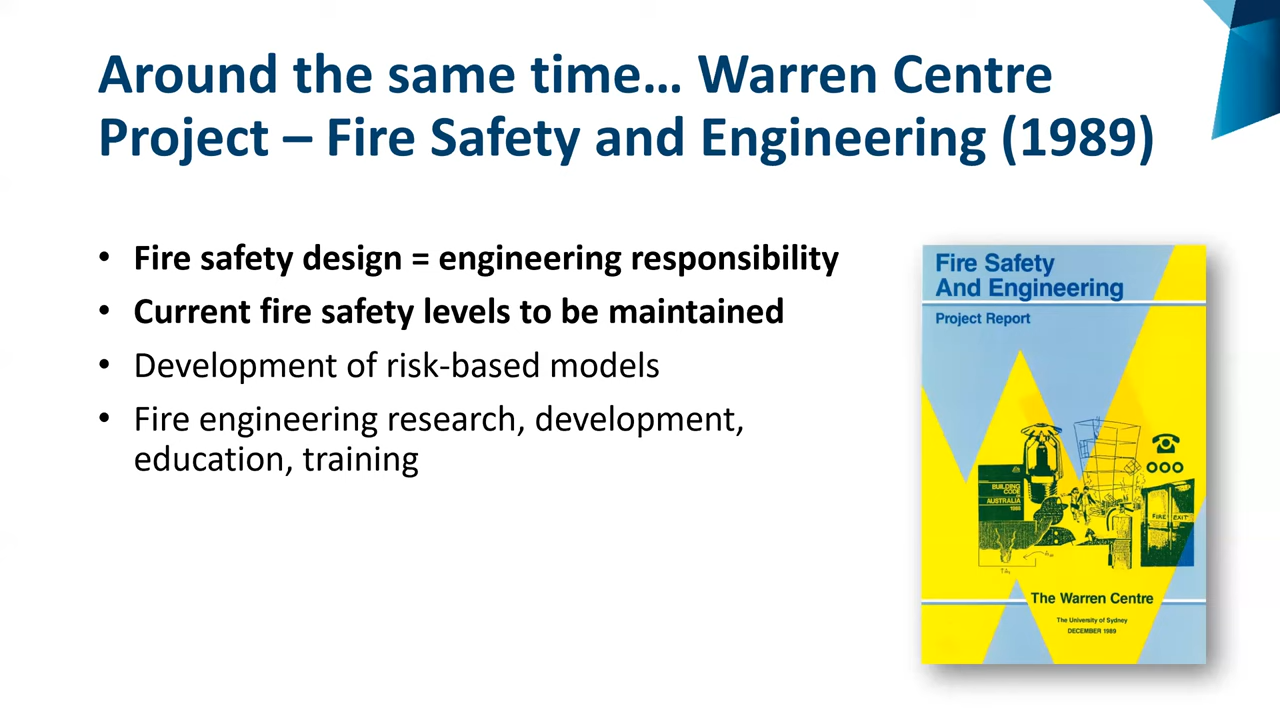 Around the same time… Warren Centre
Project – Fire Safety and Engineering (1989)
• Fire safety design = engineering responsibility
• Current fire safety levels to be maintained
• Development of risk-based models
• Fire engineering research, development,
education, training
Fire Safety
And Engineering
Project Report
BUILDING
CODE
AUSTRALIA
FIRE EXIT
The Warren Centre
The University of Sydney
DECEMBER 1989